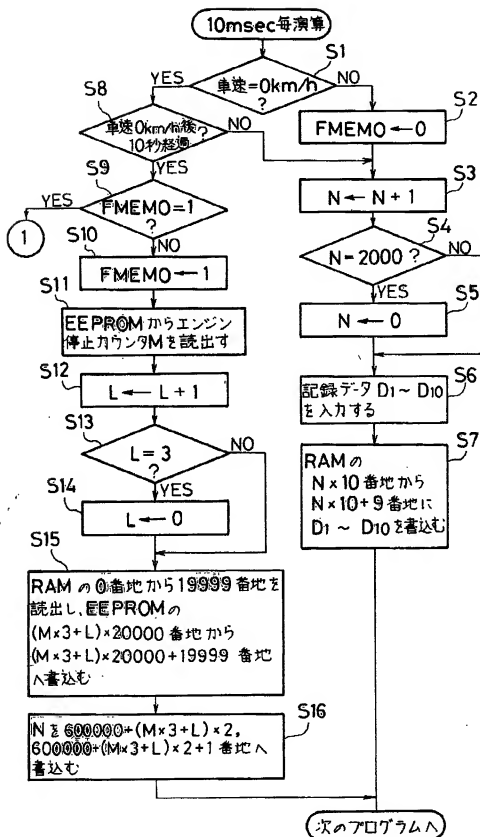 10msec毎演算
S1
車速=0km/h
?
YES
NO
S8
車速0km/h後
10秒経過?
NO
YES
S2
FMEMO←0
S3
N←N+1
S9
FMEMO=1
?
YES
1
NO
S4
N=2000?
NO
YES
S10
FMEMO←1
S5
N←0
S11
EEPROMからエンジン
停止カウンタMを読出す
S6
記録データD1~D10
を入力する
S12
L←L+1
S7
RAMの
N×10番地から
N×10+9番地に
D1~D10を書込む
S13
L=3
?
NO
YES
S14
L←0
S15
RAMの0番地から19999番地を
読出し、EEPROMの
(M×3+L)×20000番地から
(M×3+L)×20000+19999番地
へ書込む
S16
Nを600000+(M×3+L)×2,
600000+(M×3+L)×2+1番地へ
書込む
次のプログラムへ